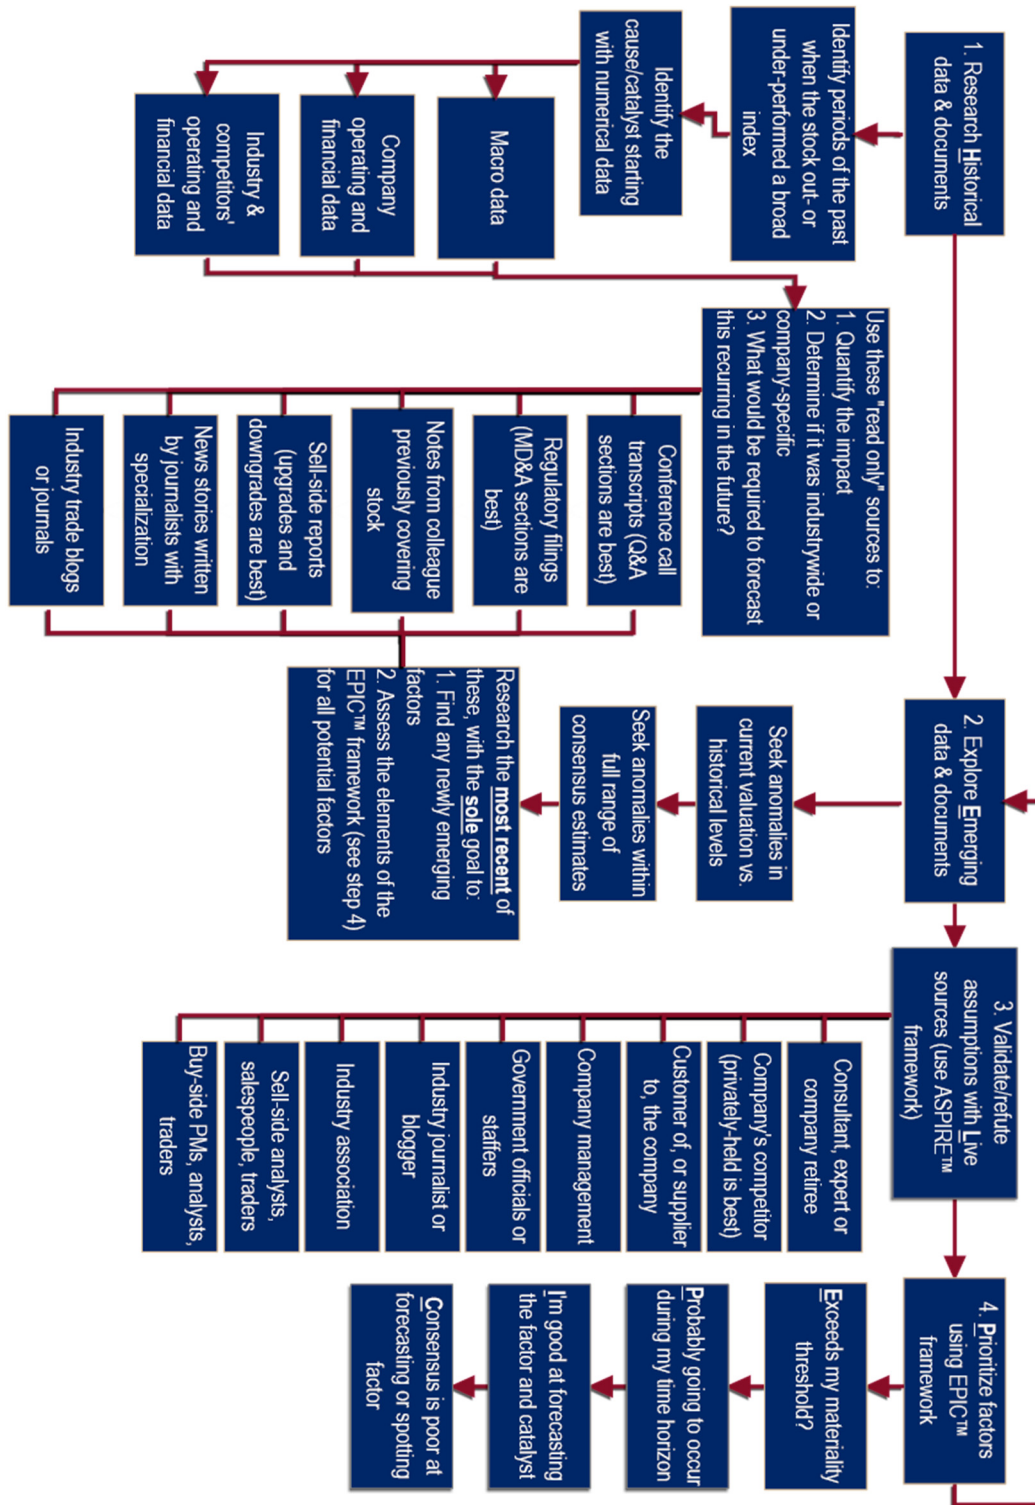 1. Research Historical
data & documents
Identify periods of the past
when the stock out- or
under-performed a broad
index
Identify the
cause/catalyst starting
with numerical data
Macro data
Company
operating and
financial data
Industry &
competitors'
operating and
financial data
Use these "read only" sources to:
1. Quantify the impact
2. Determine if it was industrywide or
company-specific
3. What would be required to forecast
this recurring in the future?
Conference call
transcripts (Q&A
sections are best)
Regulatory filings
(MD&A sections are
best)
Notes from colleague
previously covering
stock
Sell-side reports
(upgrades and
downgrades are best)
News stories written
by journalists with
specialization
Industry trade blogs
or journals
2. Explore Emerging
data & documents
Seek anomalies in
current valuation vs.
historical levels
Seek anomalies within
full range of
consensus estimates
Research the most recent of
these, with the sole goal to:
1. Find any newly emerging
factors
2. Assess the elements of the
EPIC™ framework (see step 4)
for all potential factors
3. Validate/refute
assumptions with Live
sources (use ASPIRE™
framework)
Consultant, expert or
company retiree
Company's competitor
(privately-held is best)
Customer of, or supplier
to, the company
Company management
Government officials or
staffers
Industry journalist or
blogger
Industry association
Sell-side analysts,
salespeople, traders
Buy-side PMs, analysts,
traders
4. Prioritize factors
using EPIC™
framework
Exceeds my materiality
threshold?
Probably going to occur
during my time horizon
I'm good at forecasting
the factor and catalyst
Consensus is poor at
forecasting or spotting
factor